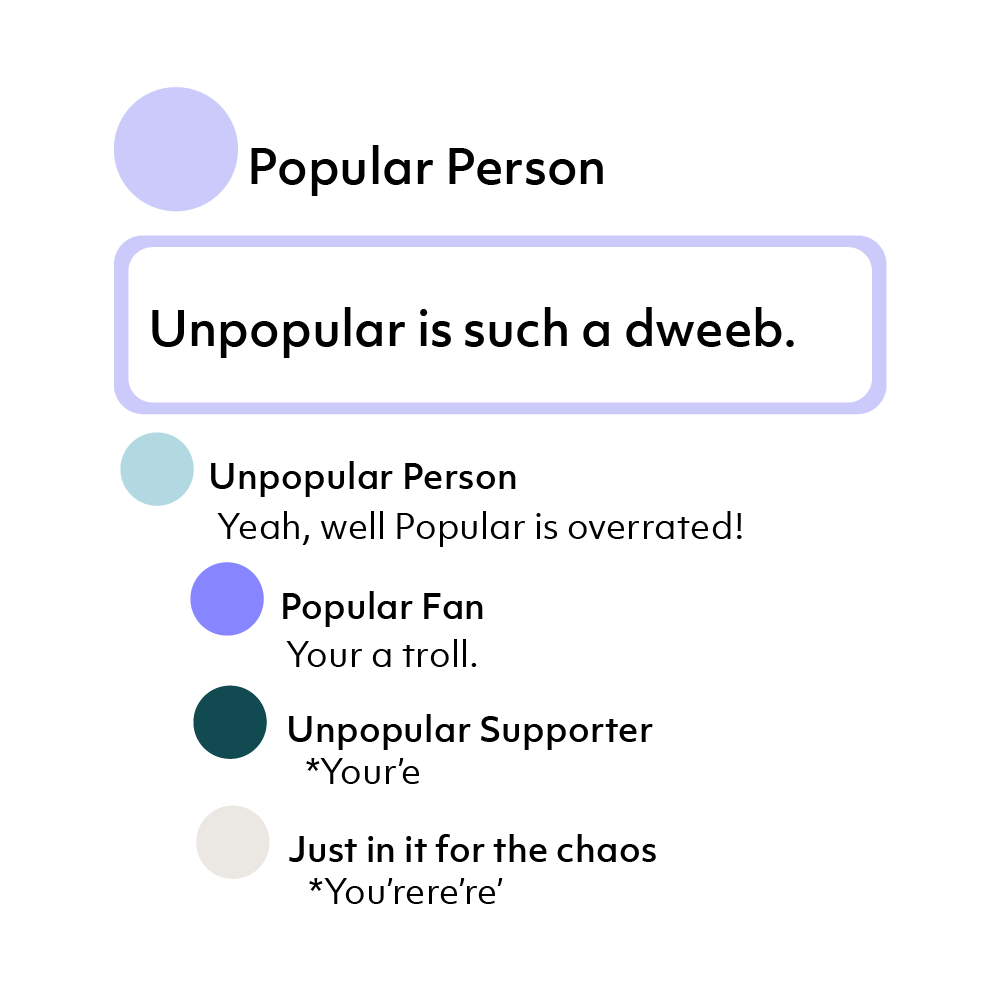 Popular Person
Unpopular is such a dweeb.
Unpopular Person
Yeah, well Popular is overrated!
Popular Fan
Your a troll.
Unpopular Supporter
*Your’e
Just in it for the chaos
*You’rere’re’